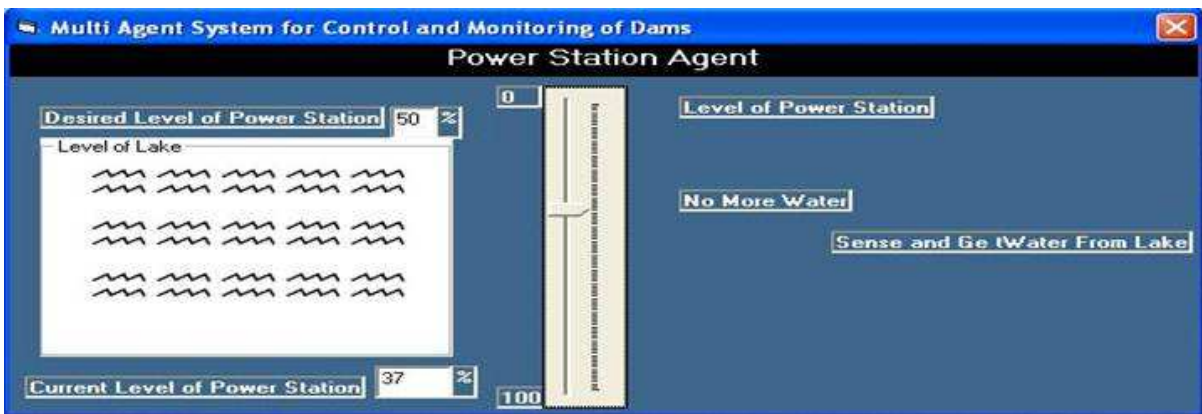 Multi Agent System for Control and Monitoring of Dams
Power Station Agent
Desired Level of Power Station 50 %
Level of Lake
Current Level of Power Station 37 %
0
100
Level of Power Station
No More Water
Sense and Ge tWater From Lake